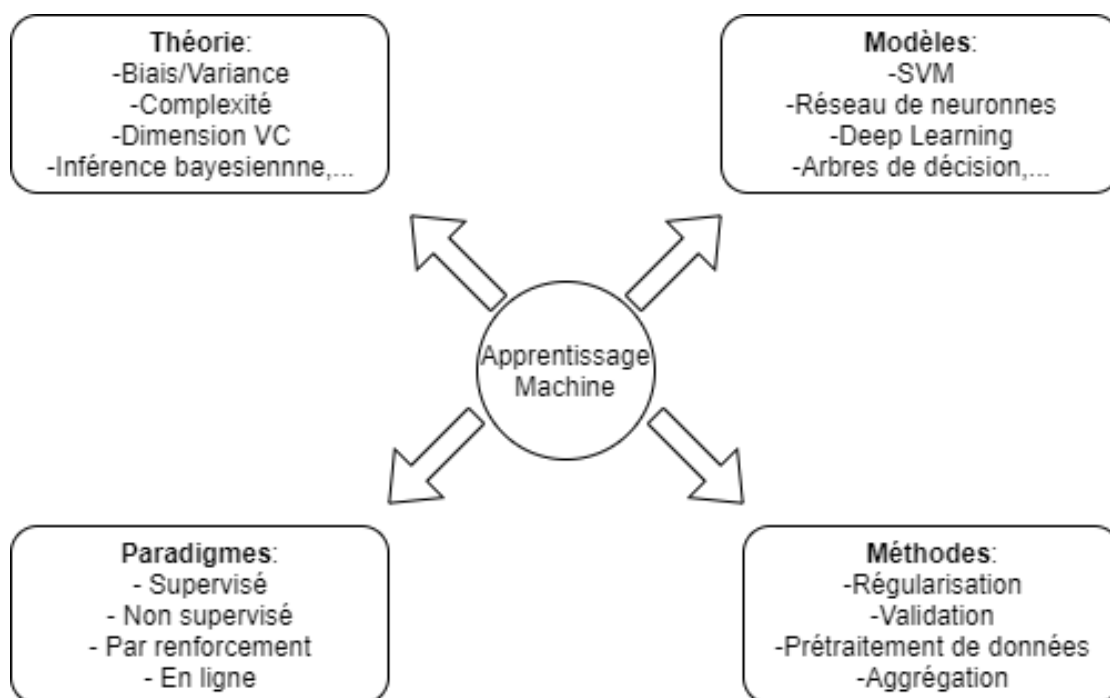 Théorie:
-Biais/Variance
-Complexité
-Dimension VC
-Inférence bayesiennne,...
Modèles:
-SVM
-Réseau de neuronnes
-Deep Learning
-Arbres de décision,...
Apprentissage
Machine
Paradigmes:
- Supervisé
- Non supervisé
- Par renforcement
- En ligne
Méthodes:
-Régularisation
-Validation
-Prétraitement de données
-Aggrégation